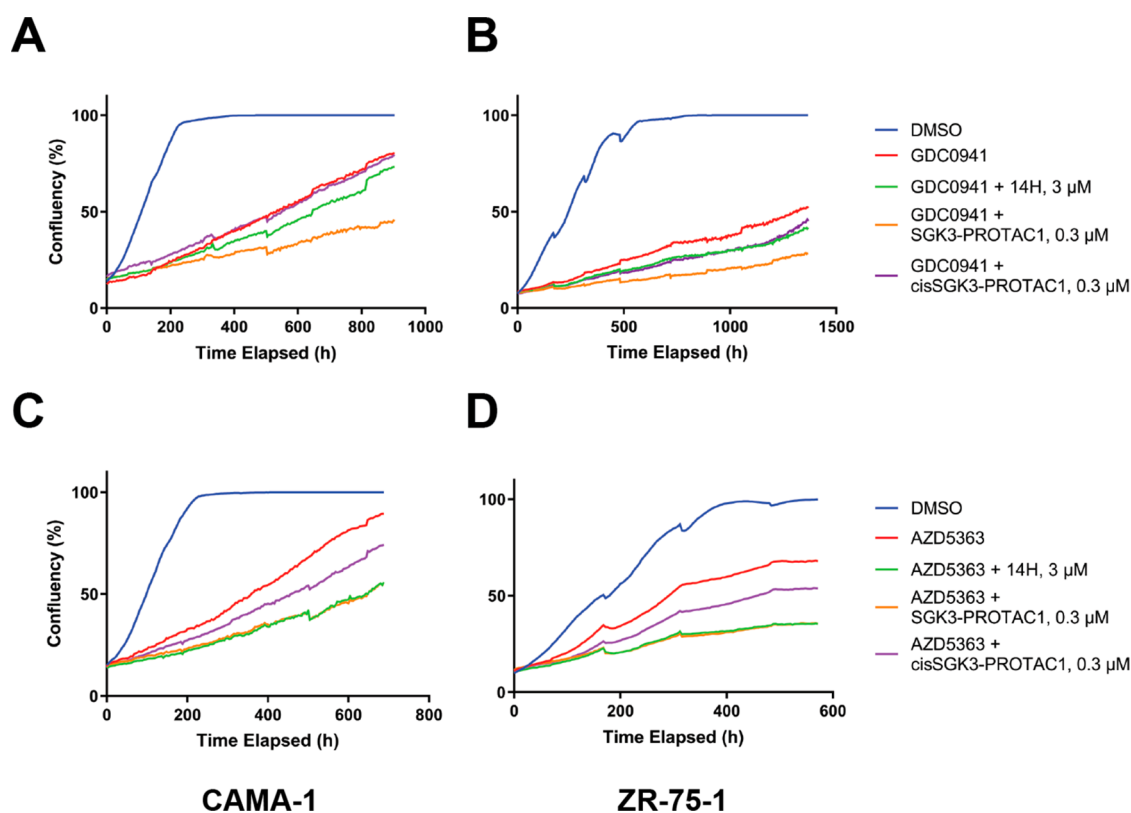 A
B
Confluency (%)
100
50
0
0
200
400
600
800
1000
Time Elapsed (h)
100
50
0
0
500
1000
1500
Time Elapsed (h)
DMSO
GDC0941
GDC0941 + 14H, 3 µM
GDC0941 +
SGK3-PROTAC1, 0.3 µM
GDC0941 +
cisSGK3-PROTAC1, 0.3 µM
C
D
Confluency (%)
100
50
0
0
200
400
600
800
Time Elapsed (h)
100
50
0
0
200
400
600
Time Elapsed (h)
DMSO
AZD5363
AZD5363 + 14H, 3 µM
AZD5363 +
SGK3-PROTAC1, 0.3 µM
AZD5363 +
cisSGK3-PROTAC1, 0.3 µM
CAMA-1
ZR-75-1